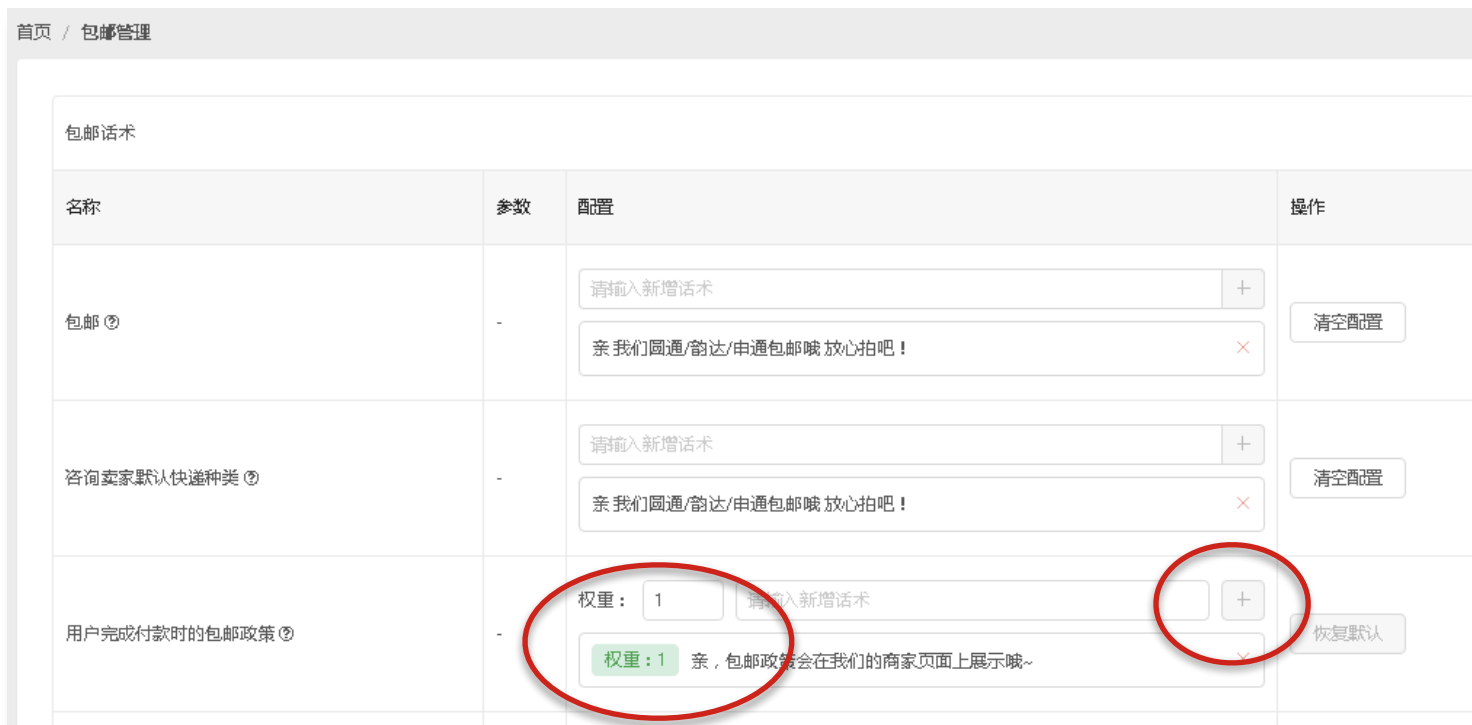 首页 / 包邮管理
包邮话术
名称 参数 配置 操作
请输入新增话术 +
包邮 - 清空配置
亲 我们圆通/韵达/申通包邮哦 放心拍吧！
请输入新增话术 +
咨询卖家默认快递种类 - 清空配置
亲 我们圆通/韵达/申通包邮哦 放心拍吧！
权重： 1 请输入新增话术 +
用户完成付款时的包邮政策 - 恢复默认
权重：1 亲，包邮政策会在我们的商家页面上展示哦~